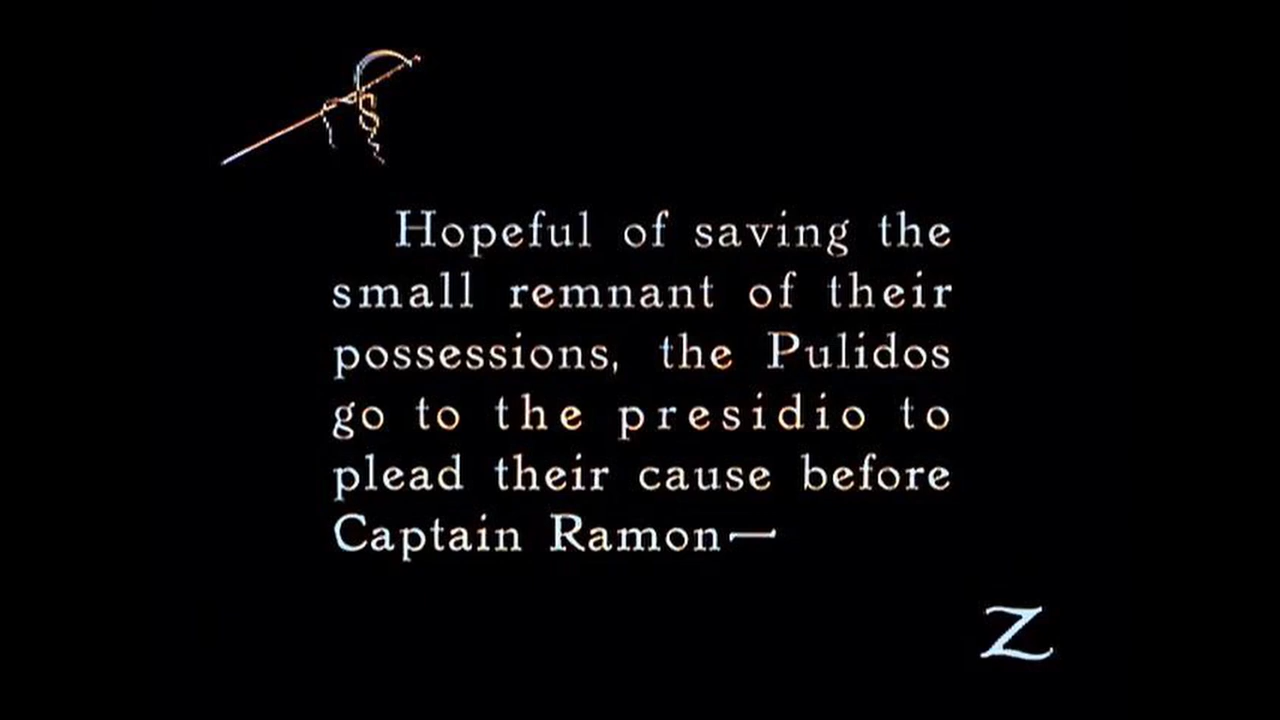 Hopeful of saving the
small remnant of their
possessions, the Pulidos
go to the presidio to
plead their cause before
Captain Ramon—
Z